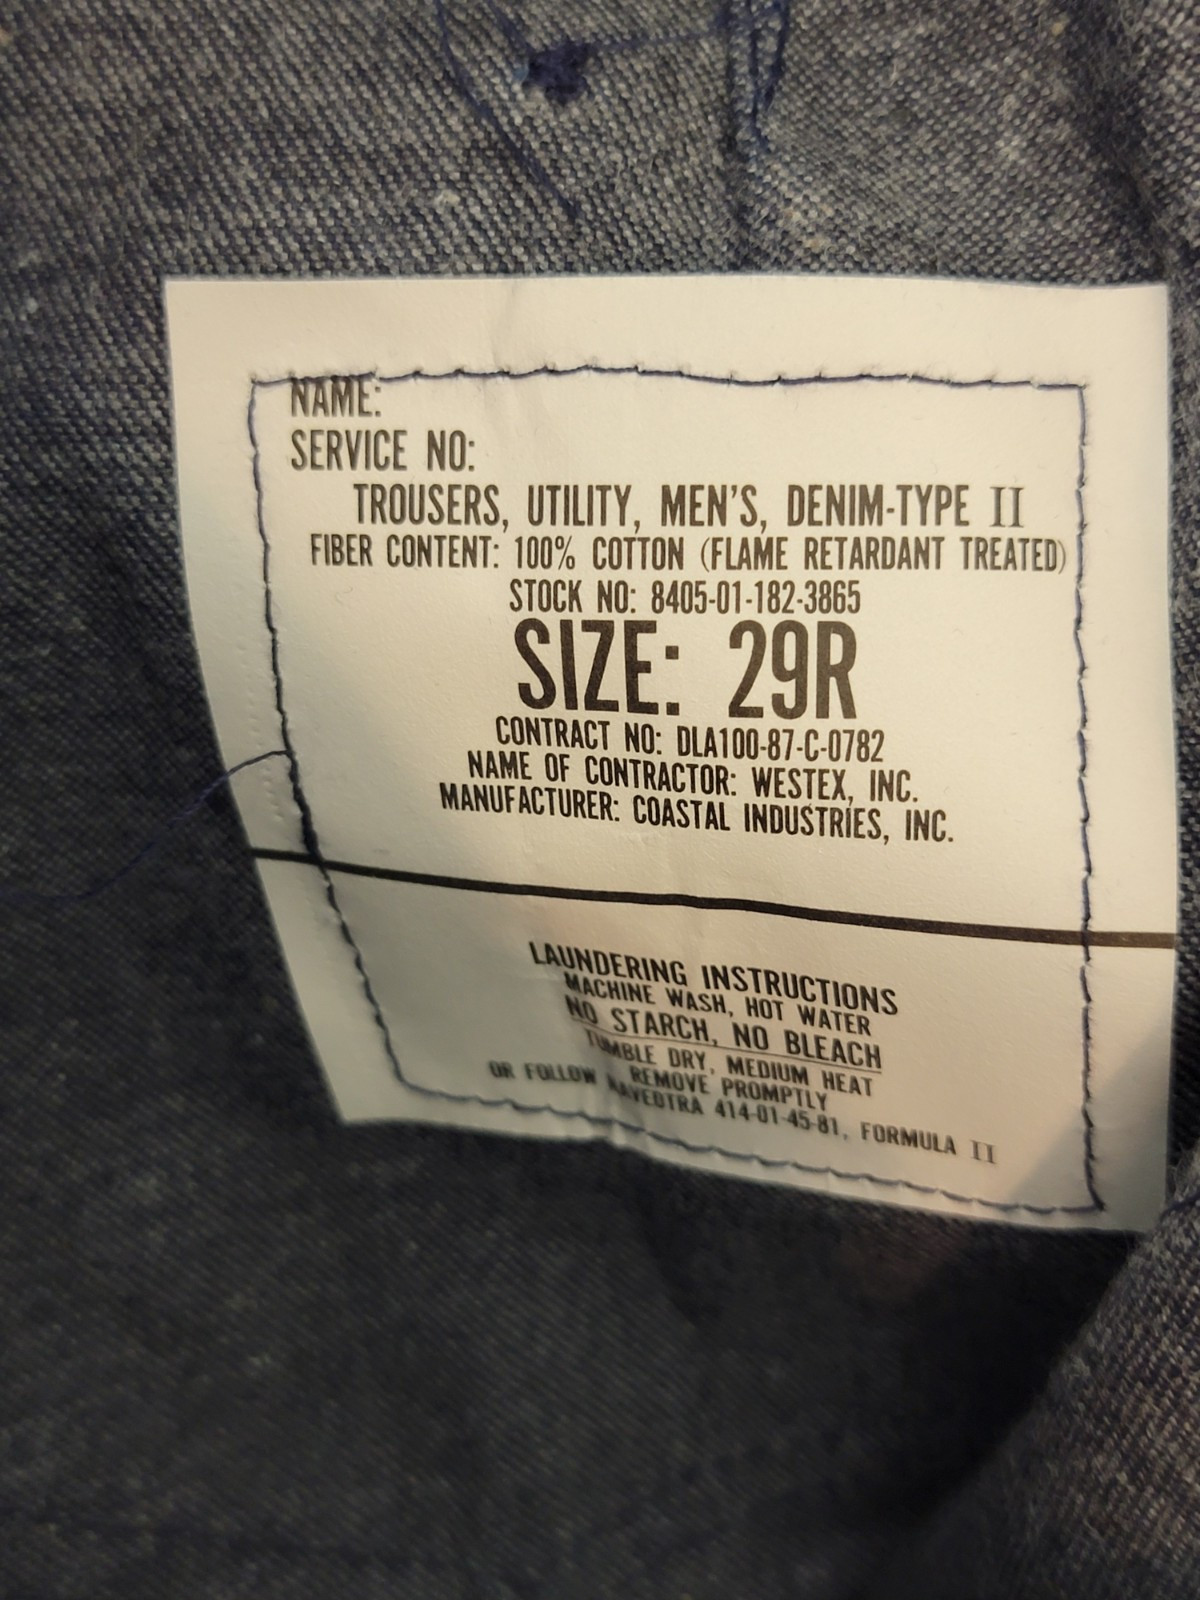 NAME:
SERVICE NO:
TROUSERS, UTILITY, MEN'S, DENIM-TYPE II
FIBER CONTENT: 100% COTTON (FLAME RETARDANT TREATED)
STOCK NO: 8405-01-182-3865
SIZE: 29R
CONTRACT NO: DLA100-87-C-0782
NAME OF CONTRACTOR: WESTEX, INC.
MANUFACTURER: COASTAL INDUSTRIES, INC.
LAUNDERING INSTRUCTIONS
MACHINE WASH, HOT WATER
NO STARCH, NO BLEACH
TUMBLE DRY, MEDIUM HEAT
REMOVE PROMPTLY
OR FOLLOW NAVEDTRA 414-01-45-81, FORMULA II